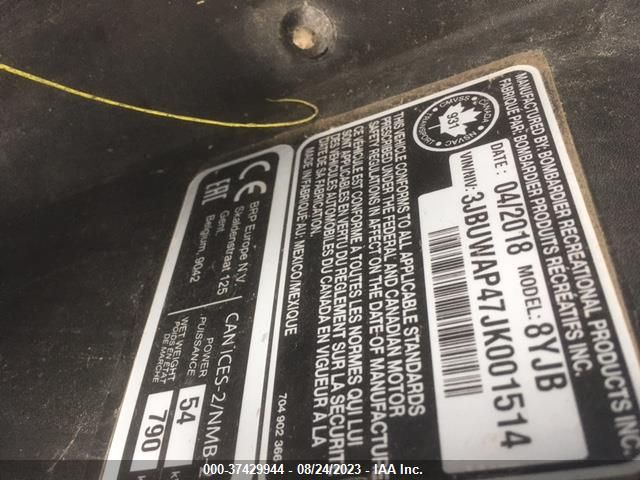 MANUFACTURED BY: BOMBARDIER RECREATIONAL PRODUCTS INC.
FABRIQUÉ PAR: BOMBARDIER PRODUITS RÉCRÉATIFS INC.
DATE: 04/2018 MODEL: 8YJB
VIN/NIV: 3JBUWAP47JK001514
CANADA
CMVSS
NSVAC
TRANSPORT
931
THIS VEHICLE CONFORMS TO ALL APPLICABLE STANDARDS
PRESCRIBED UNDER THE FEDERAL AND CANADIAN MOTOR
SAFETY REGULATIONS IN AFFECT ON THE DATE OF MANUFACTURE
CE VÉHICULE EST CONFORME À TOUTES LES NORMES QUI LUI
SONT APPLICABLES EN VERTU DU RÈGLEMENT SUR LA SÉCURITÉ
DES VÉHICULES AUTOMOBILES DU CANADA EN VIGUEUR À LA
DATE DE SA FABRICATION.
MADE IN/FABRIQUÉ AU MEXICO/MEXIQUE
704 902 366
CE
EAC
BRP Europe N.V.
Skaldenstraat 125
Gent,
Belgium, 9042
CAN ICES-2/NMB-2
POWER
PUISSANCE 54
WET WEIGHT
POIDS EN ÉTAT
DE MARCHE 790
000-37429944 - 08/24/2023 - IAA Inc.